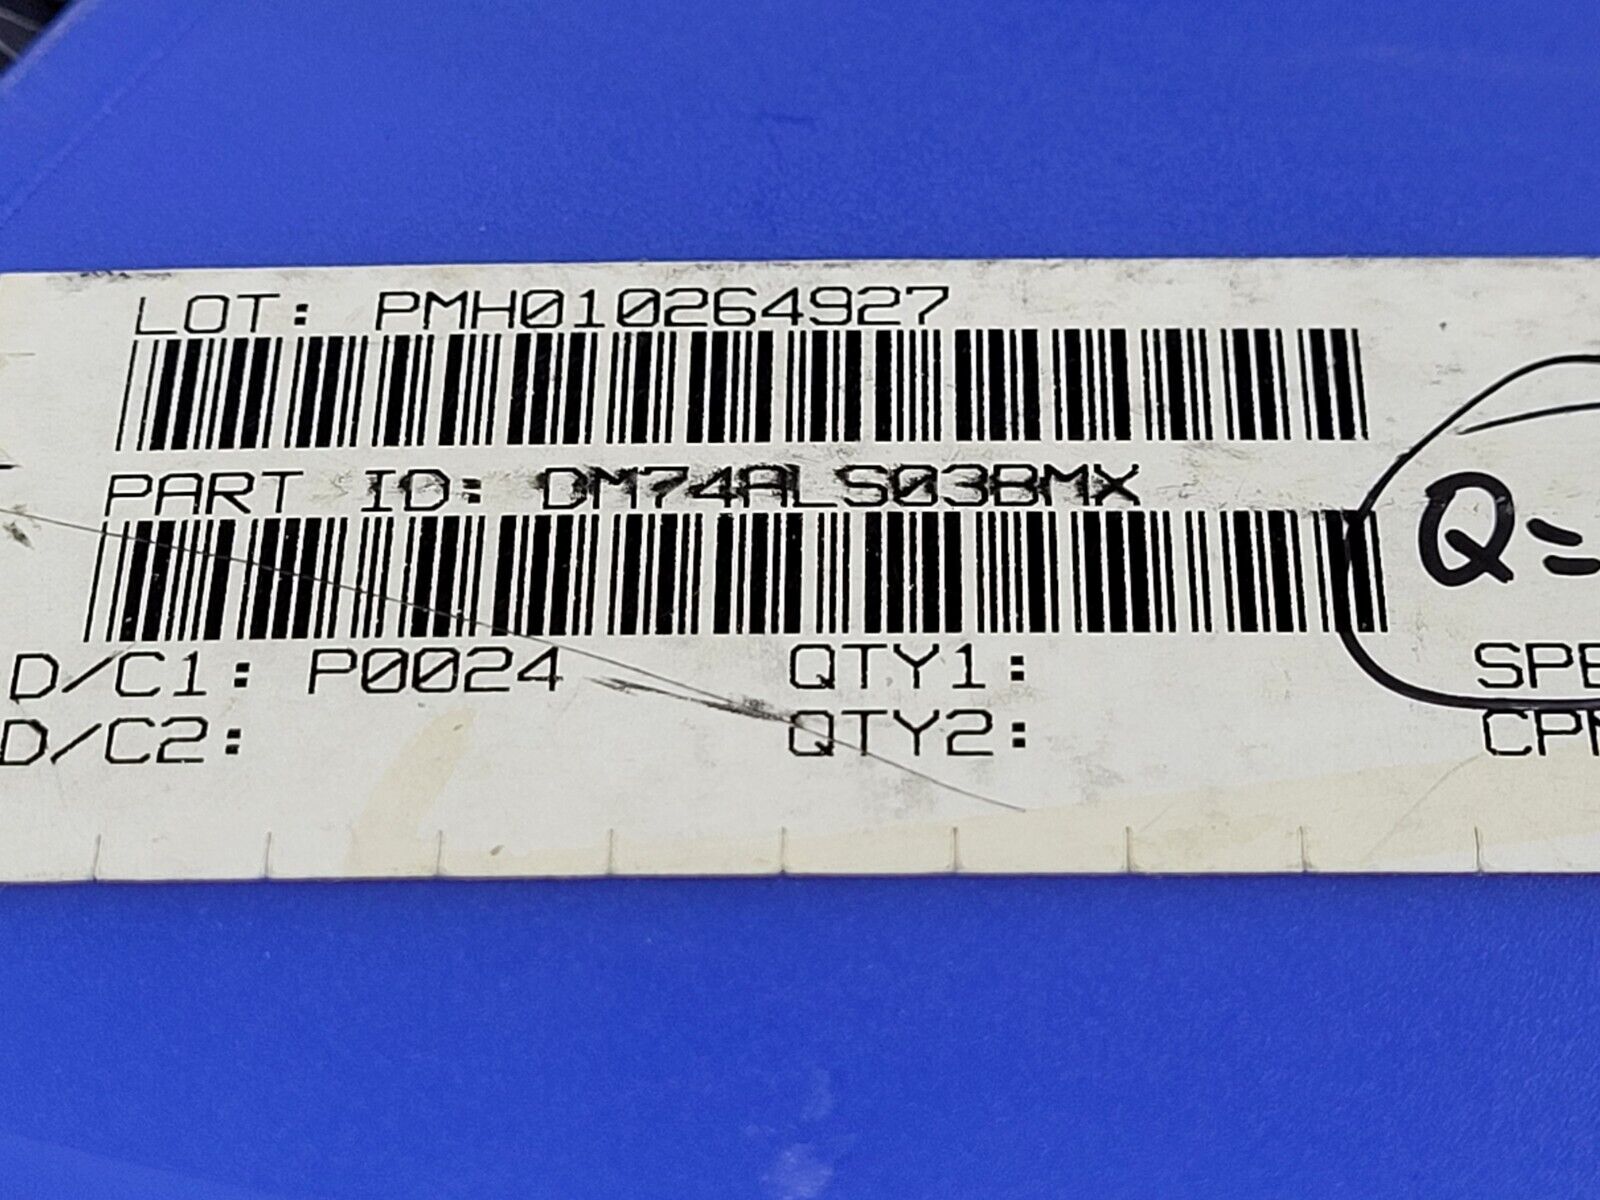 LOT: PMH010264927
PART ID: DM74ALS03BMX
Q=
D/C1: P0024 QTY1: SPE
D/C2: QTY2: CPN